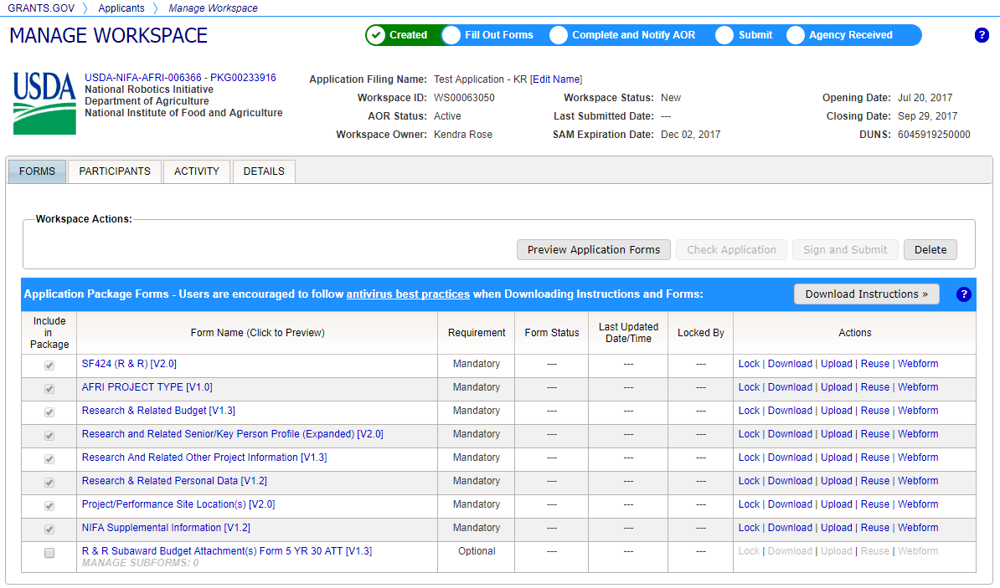 GRANTS.GOV 〉 Applicants 〉 Manage Workspace
MANAGE WORKSPACE
Created Fill Out Forms Complete and Notify AOR Submit Agency Received ?
USDA
USDA-NIFA-AFRI-006366 - PKG00233916
National Robotics Initiative
Department of Agriculture
National Institute of Food and Agriculture
Application Filing Name: Test Application - KR [Edit Name]
Workspace ID: WS00063050 Workspace Status: New Opening Date: Jul 20, 2017
AOR Status: Active Last Submitted Date: --- Closing Date: Sep 29, 2017
Workspace Owner: Kendra Rose SAM Expiration Date: Dec 02, 2017 DUNS: 6045919250000
FORMS PARTICIPANTS ACTIVITY DETAILS
Workspace Actions:
Preview Application Forms Check Application Sign and Submit Delete
Application Package Forms - Users are encouraged to follow antivirus best practices when Downloading Instructions and Forms: Download Instructions » ?
Include in Package Form Name (Click to Preview) Requirement Form Status Last Updated Date/Time Locked By Actions
SF424 (R & R) [V2.0] Mandatory --- --- --- Lock | Download | Upload | Reuse | Webform
AFRI PROJECT TYPE [V1.0] Mandatory --- --- --- Lock | Download | Upload | Reuse | Webform
Research & Related Budget [V1.3] Mandatory --- --- --- Lock | Download | Upload | Reuse | Webform
Research and Related Senior/Key Person Profile (Expanded) [V2.0] Mandatory --- --- --- Lock | Download | Upload | Reuse | Webform
Research And Related Other Project Information [V1.3] Mandatory --- --- --- Lock | Download | Upload | Reuse | Webform
Research & Related Personal Data [V1.2] Mandatory --- --- --- Lock | Download | Upload | Reuse | Webform
Project/Performance Site Location(s) [V2.0] Mandatory --- --- --- Lock | Download | Upload | Reuse | Webform
NIFA Supplemental Information [V1.2] Mandatory --- --- --- Lock | Download | Upload | Reuse | Webform
R & R Subaward Budget Attachment(s) Form 5 YR 30 ATT [V1.3] Optional --- --- --- Lock | Download | Upload | Reuse | Webform
MANAGE SUBFORMS: 0